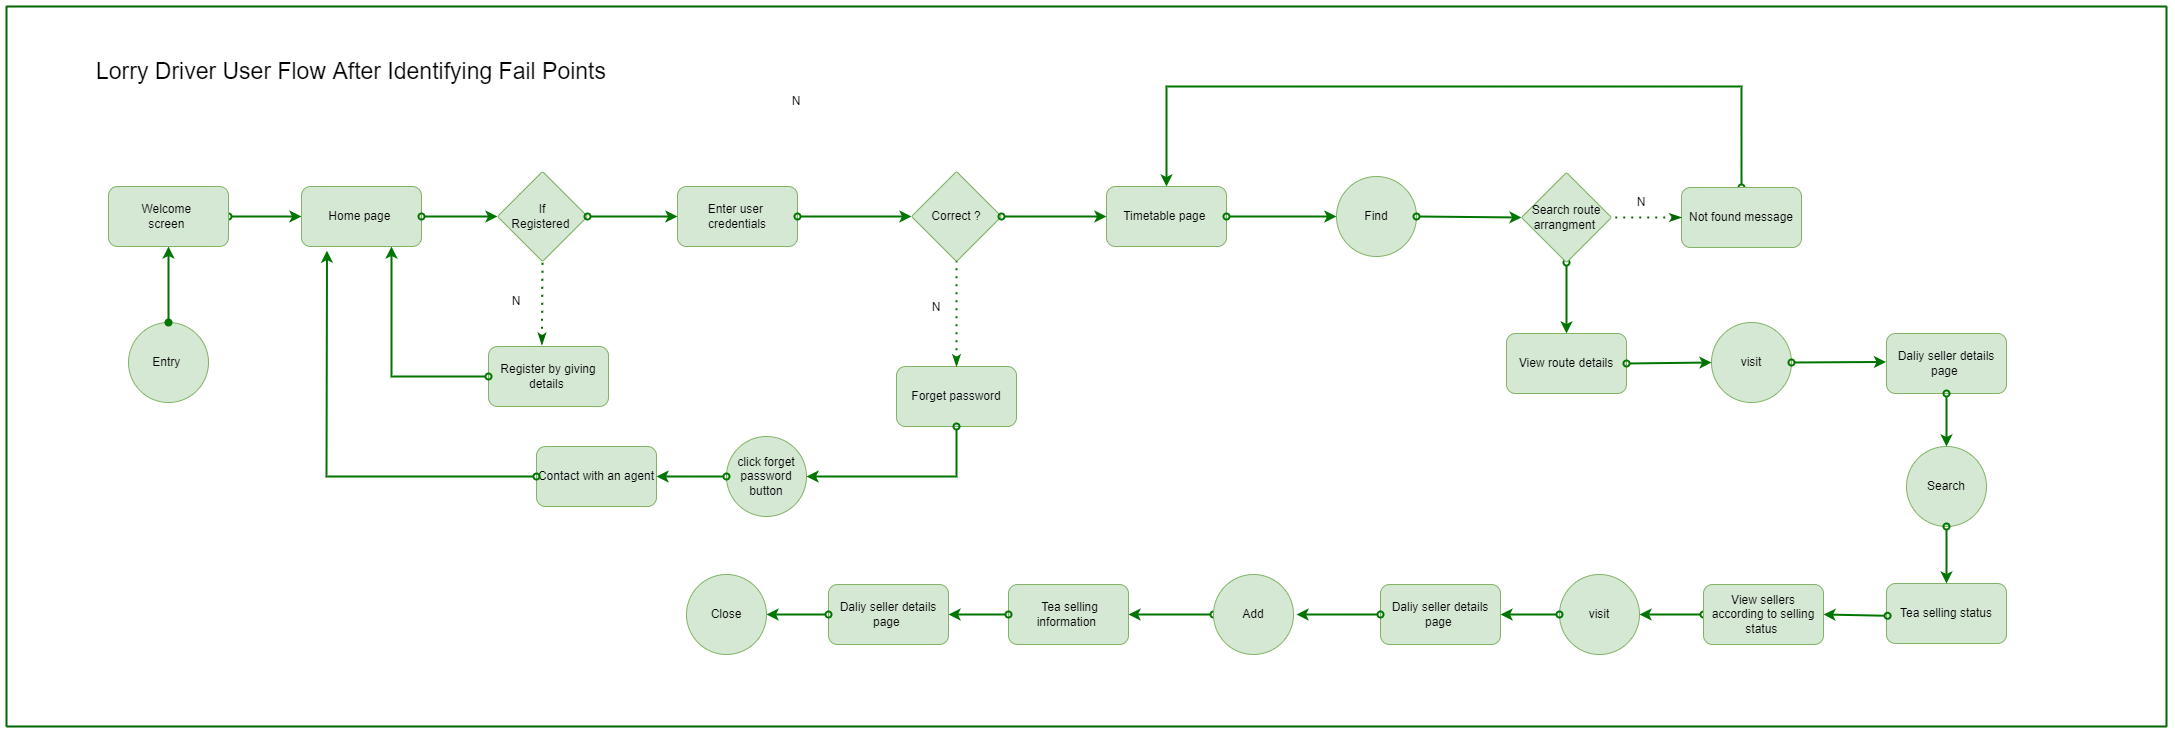 Lorry Driver User Flow After Identifying Fail Points
N
Welcome
screen
Home page
If
Registered
Enter user
credentials
Correct ?
Timetable page
Find
Search route
arrangment
N
Not found message
N
N
Entry
Register by giving
details
Forget password
View route details
visit
Daliy seller details
page
Contact with an agent
click forget
password
button
Search
Close
Daliy seller details
page
Tea selling
information
Add
Daliy seller details
page
visit
View sellers
according to selling
status
Tea selling status